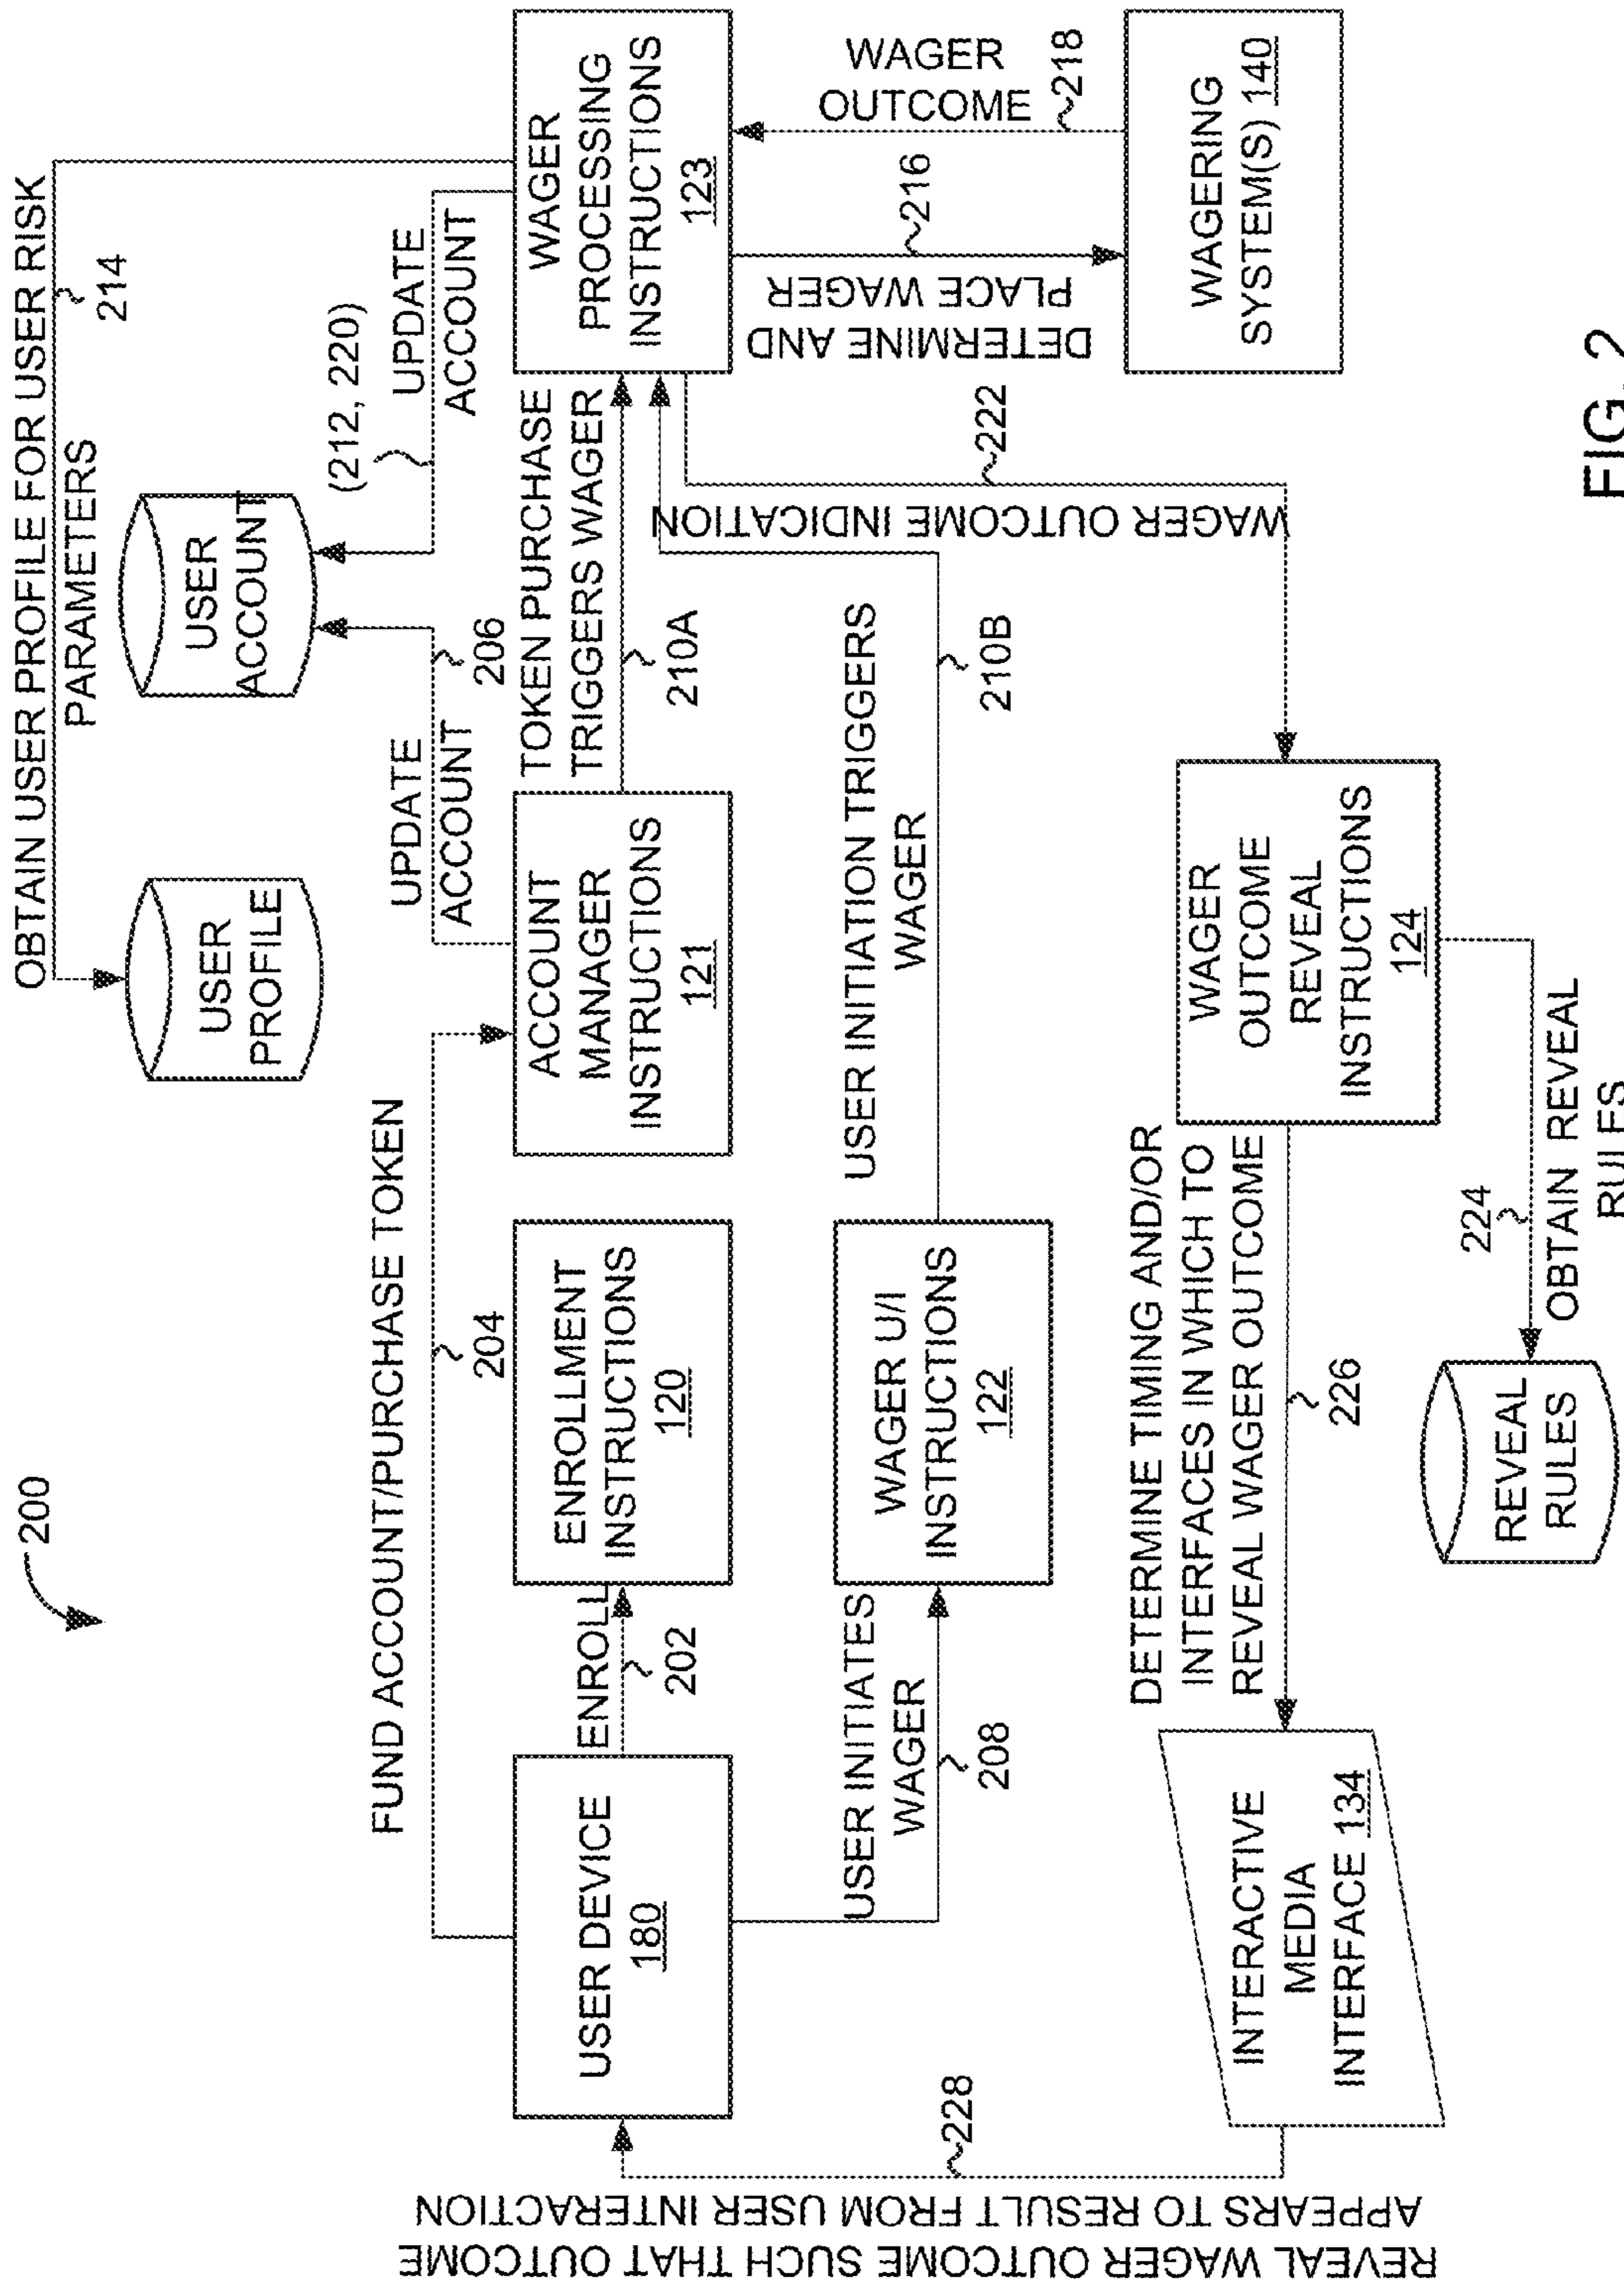 200
OBTAIN USER PROFILE FOR USER RISK
PARAMETERS
214
USER
PROFILE
USER
ACCOUNT
(212, 220)
UPDATE
ACCOUNT
UPDATE
ACCOUNT
206
FUND ACCOUNT/PURCHASE TOKEN
204
USER DEVICE
180
ENROLL
202
ENROLLMENT
INSTRUCTIONS
120
ACCOUNT
MANAGER
INSTRUCTIONS
121
TOKEN PURCHASE
TRIGGERS WAGER
210A
WAGER
PROCESSING
INSTRUCTIONS
123
USER INITIATES
WAGER
208
WAGER U/I
INSTRUCTIONS
122
USER INITIATION TRIGGERS
WAGER
210B
DETERMINE AND
PLACE WAGER
216
WAGER
OUTCOME
218
WAGERING
SYSTEM(S) 140
WAGER OUTCOME INDICATION
222
WAGER
OUTCOME
REVEAL
INSTRUCTIONS
124
DETERMINE TIMING AND/OR
INTERFACES IN WHICH TO
REVEAL WAGER OUTCOME
226
224
OBTAIN REVEAL
RULES
REVEAL
RULES
INTERACTIVE
MEDIA
INTERFACE 134
228
REVEAL WAGER OUTCOME SUCH THAT OUTCOME
APPEARS TO RESULT FROM USER INTERACTION
FIG. 2